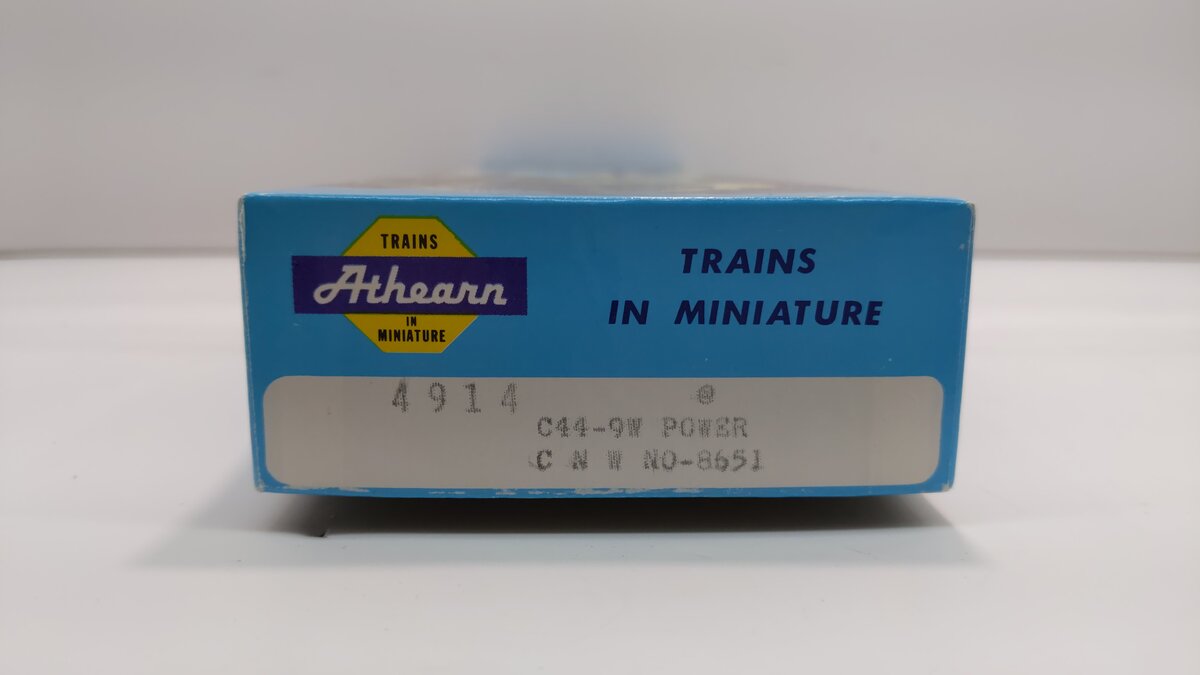 TRAINS
Athearn
IN
MINIATURE
TRAINS
IN MINIATURE
4914 @
C44-9W POWER
C N W NO-8651